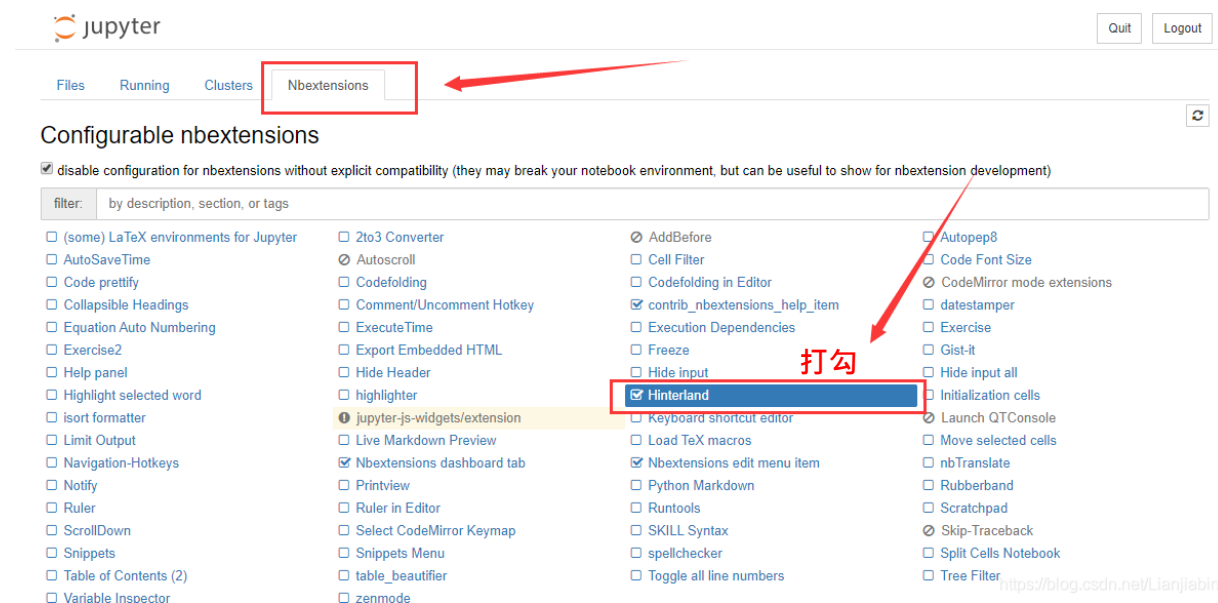 jupyter
Quit Logout
Files Running Clusters Nbextensions
Configurable nbextensions
disable configuration for nbextensions without explicit compatibility (they may break your notebook environment, but can be useful to show for nbextension development)
filter: by description, section, or tags
(some) LaTeX environments for Jupyter 2to3 Converter AddBefore Autopep8
AutoSaveTime Autoscroll Cell Filter Code Font Size
Code prettify Codefolding Codefolding in Editor CodeMirror mode extensions
Collapsible Headings Comment/Uncomment Hotkey contrib_nbextensions_help_item datestamper
Equation Auto Numbering ExecuteTime Execution Dependencies Exercise
Exercise2 Export Embedded HTML Freeze Gist-it
打勾
Help panel Hide Header Hide input Hide input all
Highlight selected word highlighter Hinterland Initialization cells
isort formatter jupyter-js-widgets/extension Keyboard shortcut editor Launch QTConsole
Limit Output Live Markdown Preview Load TeX macros Move selected cells
Navigation-Hotkeys Nbextensions dashboard tab Nbextensions edit menu item nbTranslate
Notify Printview Python Markdown Rubberband
Ruler Ruler in Editor Runtools Scratchpad
ScrollDown Select CodeMirror Keymap SKILL Syntax Skip-Traceback
Snippets Snippets Menu spellchecker Split Cells Notebook
Table of Contents (2) table_beautifier Toggle all line numbers Tree Filter
https://blog.csdn.net/Lianjiabin
Variable Inspector zenmode